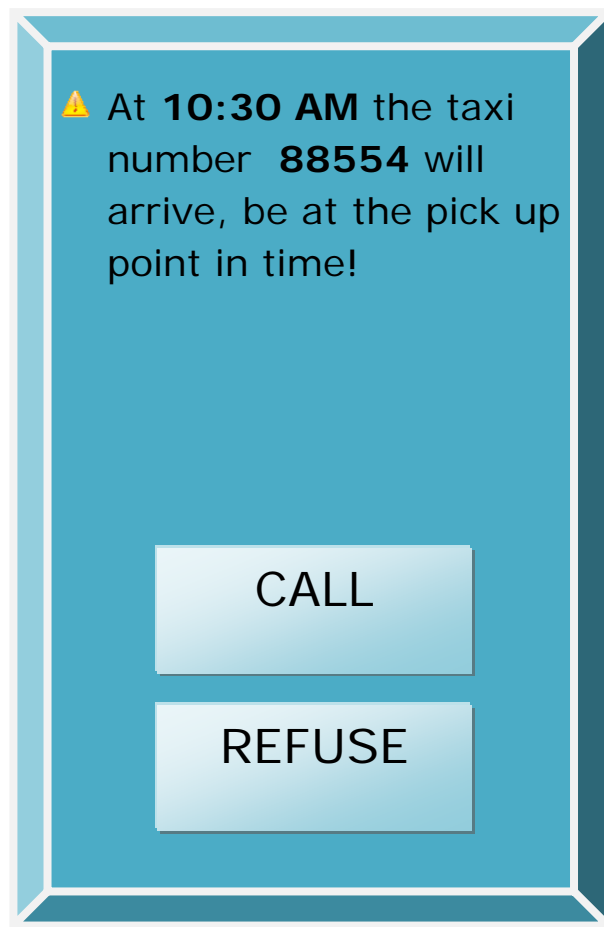 At 10:30 AM the taxi
number 88554 will
arrive, be at the pick up
point in time!
CALL
REFUSE